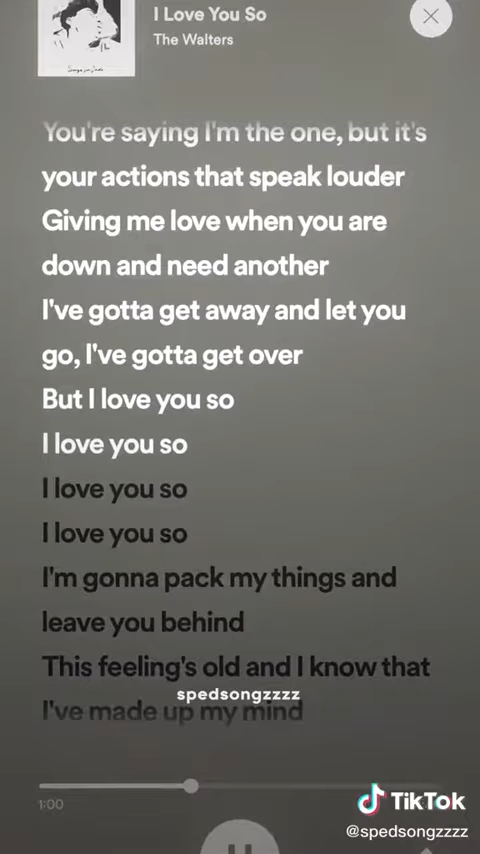 I Love You So
The Walters
You're saying I'm the one, but it's
your actions that speak louder
Giving me love when you are
down and need another
I've gotta get away and let you
go, I've gotta get over
But I love you so
I love you so
I love you so
I love you so
I'm gonna pack my things and
leave you behind
This feeling's old and I know that
spedsongzzzz
I've made up my mind
1:00
TikTok
@spedsongzzzz